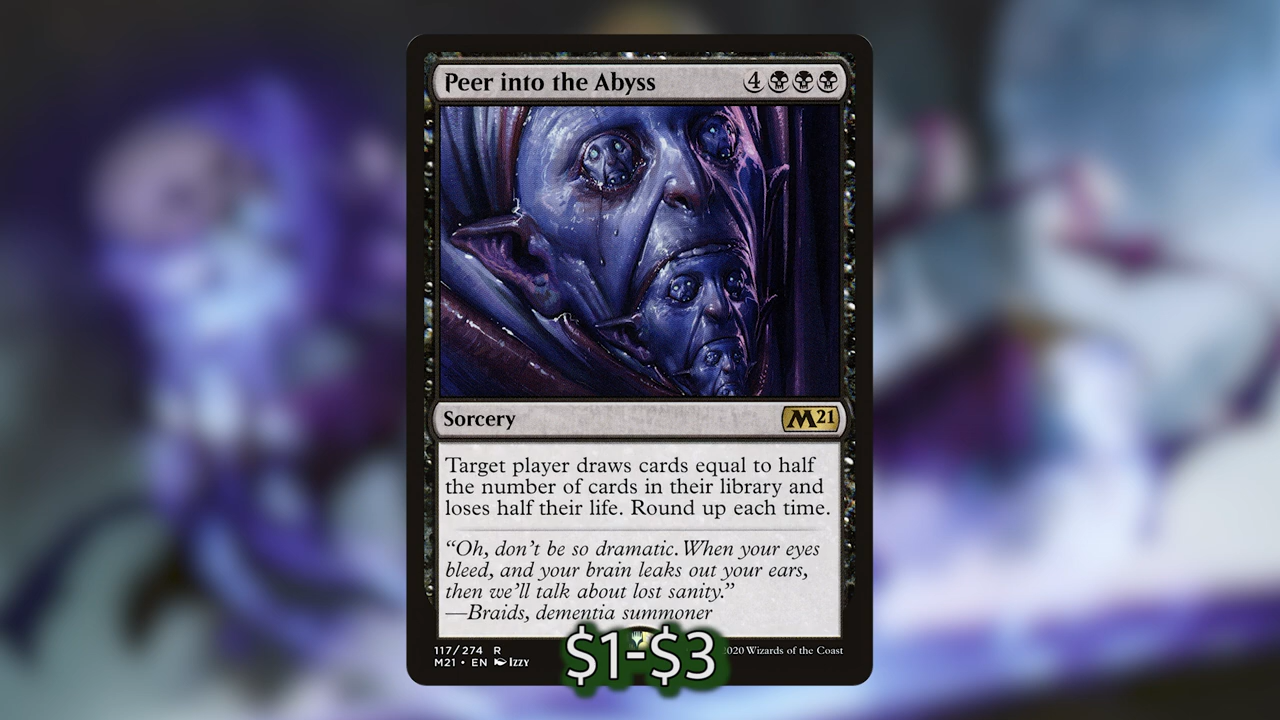 Peer into the Abyss 4
Sorcery M21
Target player draws cards equal to half
the number of cards in their library and
loses half their life. Round up each time.
“Oh, don’t be so dramatic. When your eyes
bleed, and your brain leaks out your ears,
then we’ll talk about lost sanity.”
—Braids, dementia summoner
117/274 R
M21 • EN Izzy
2020 Wizards of the Coast
$1-$3